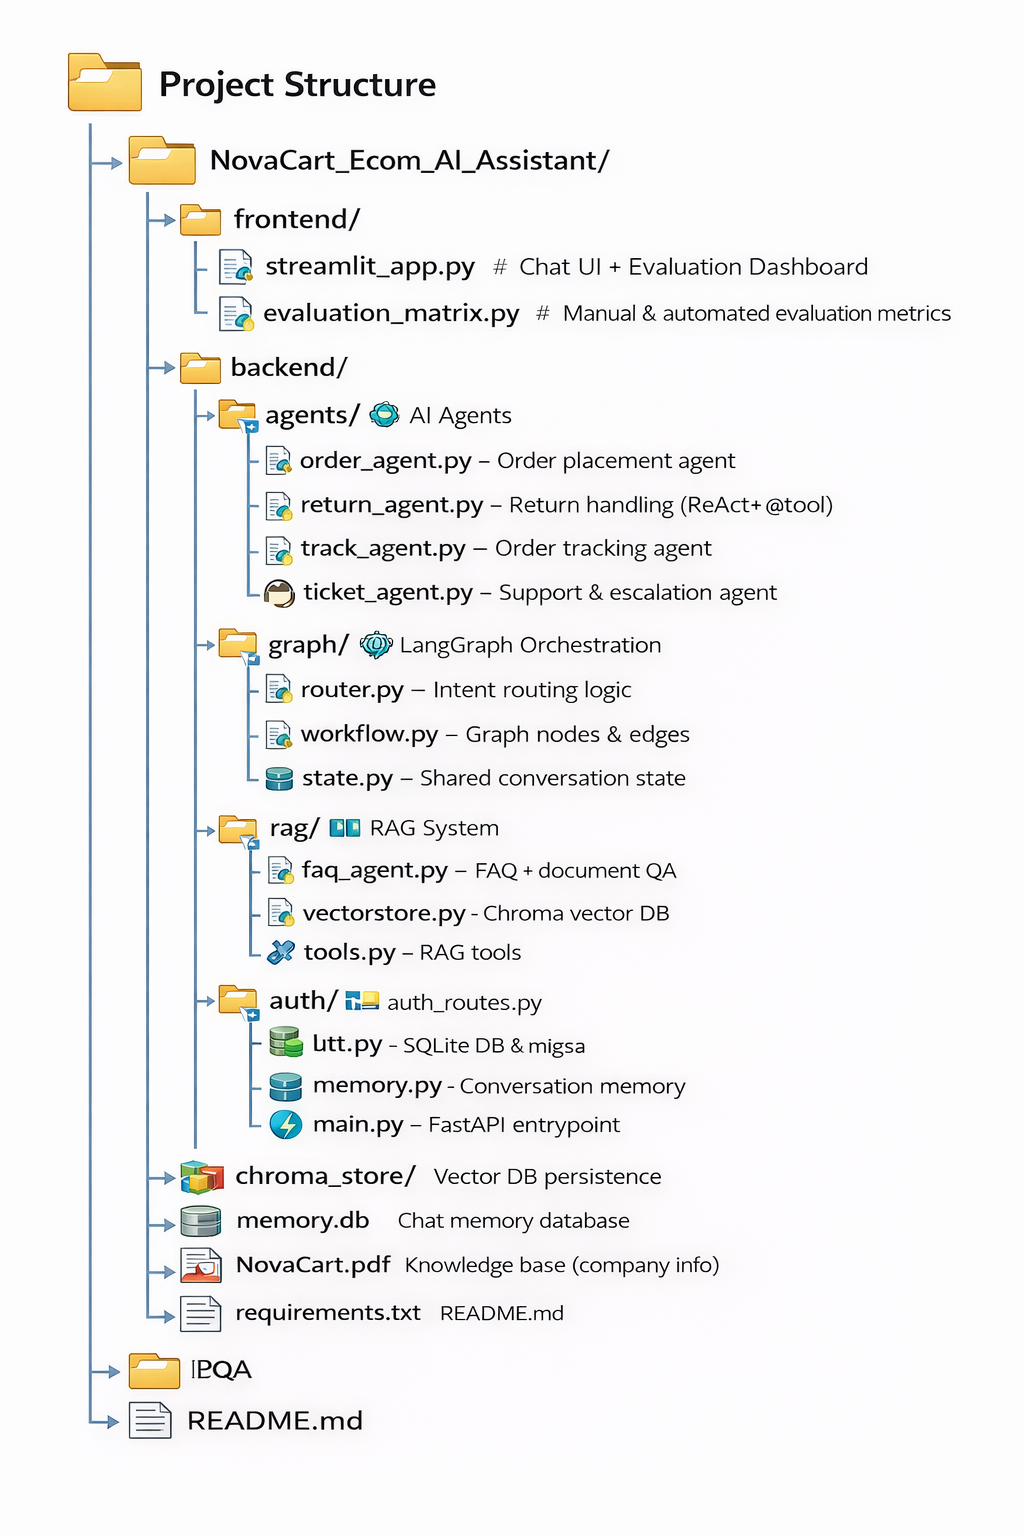 Project Structure
NovaCart_Ecom_AI_Assistant/
frontend/
streamlit_app.py # Chat UI + Evaluation Dashboard
evaluation_matrix.py # Manual & automated evaluation metrics
backend/
agents/ AI Agents
order_agent.py – Order placement agent
return_agent.py – Return handling (ReAct+ @tool)
track_agent.py – Order tracking agent
ticket_agent.py – Support & escalation agent
graph/ LangGraph Orchestration
router.py – Intent routing logic
workflow.py – Graph nodes & edges
state.py – Shared conversation state
rag/ RAG System
faq_agent.py – FAQ + document QA
vectorstore.py - Chroma vector DB
tools.py – RAG tools
auth/ auth_routes.py
– SQLite DB & migsa
memory.py - Conversation memory
main.py – FastAPI entrypoint
chroma_store/ Vector DB persistence
memory.db Chat memory database
NovaCart.pdf Knowledge base (company info)
requirements.txt README.md
README.md